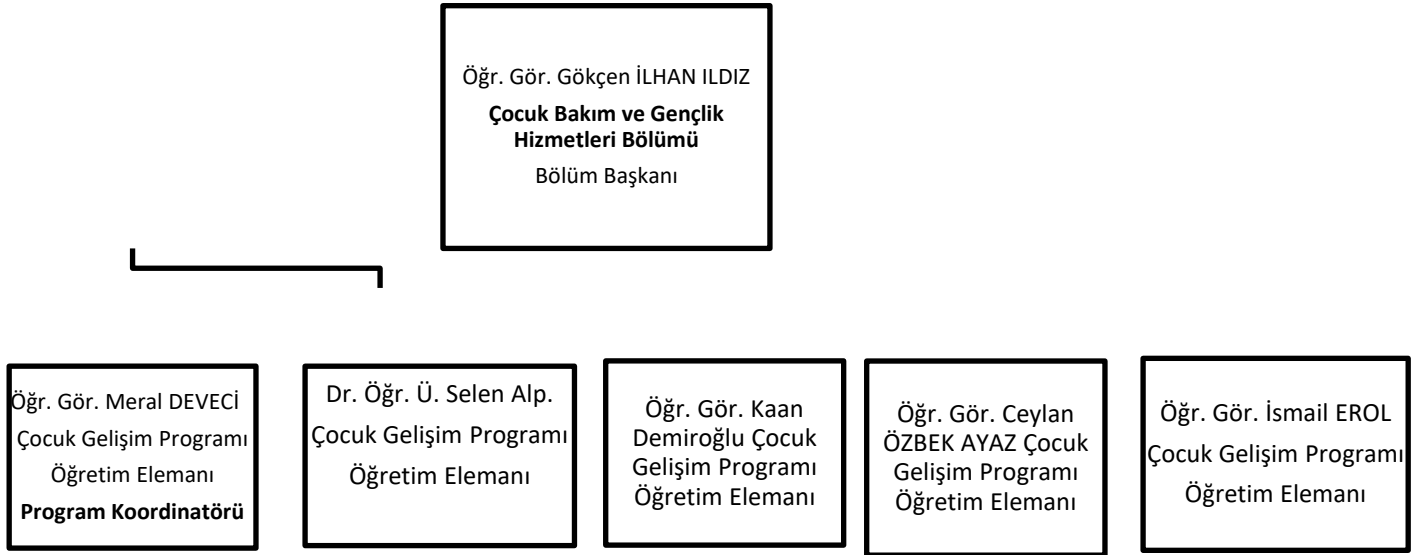 Öğr. Gör. Gökçen İLHAN ILDIZ
Çocuk Bakım ve Gençlik
Hizmetleri Bölümü
Bölüm Başkanı
Öğr. Gör. Meral DEVECİ
Çocuk Gelişim Programı
Öğretim Elemanı
Program Koordinatörü
Dr. Öğr. Ü. Selen Alp.
Çocuk Gelişim Programı
Öğretim Elemanı
Öğr. Gör. Kaan
Demiroğlu Çocuk
Gelişim Programı
Öğretim Elemanı
Öğr. Gör. Ceylan
ÖZBEK AYAZ Çocuk
Gelişim Programı
Öğretim Elemanı
Öğr. Gör. İsmail EROL
Çocuk Gelişim Programı
Öğretim Elemanı